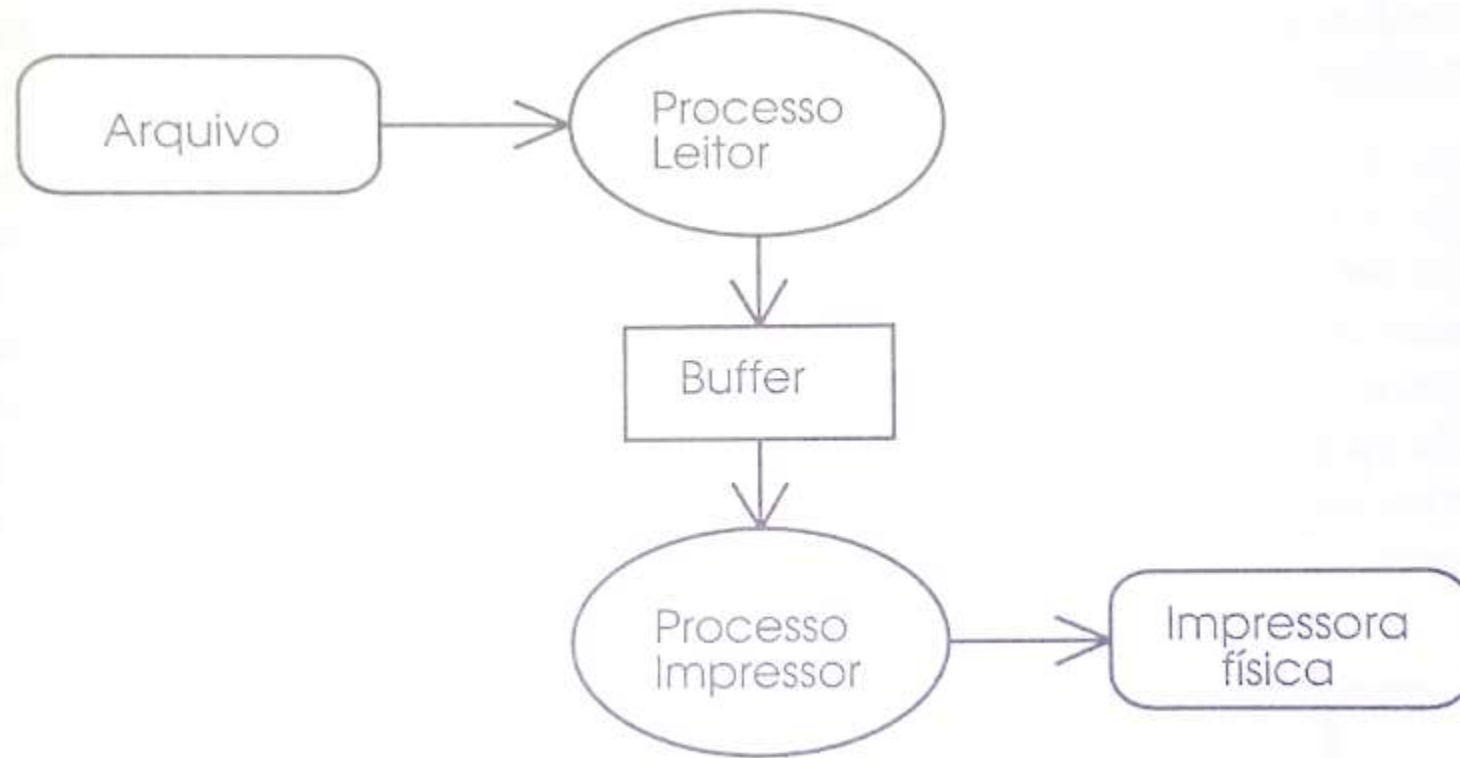 Arquivo
Processo
Leitor
Buffer
Processo
Impressor
Impressora
física